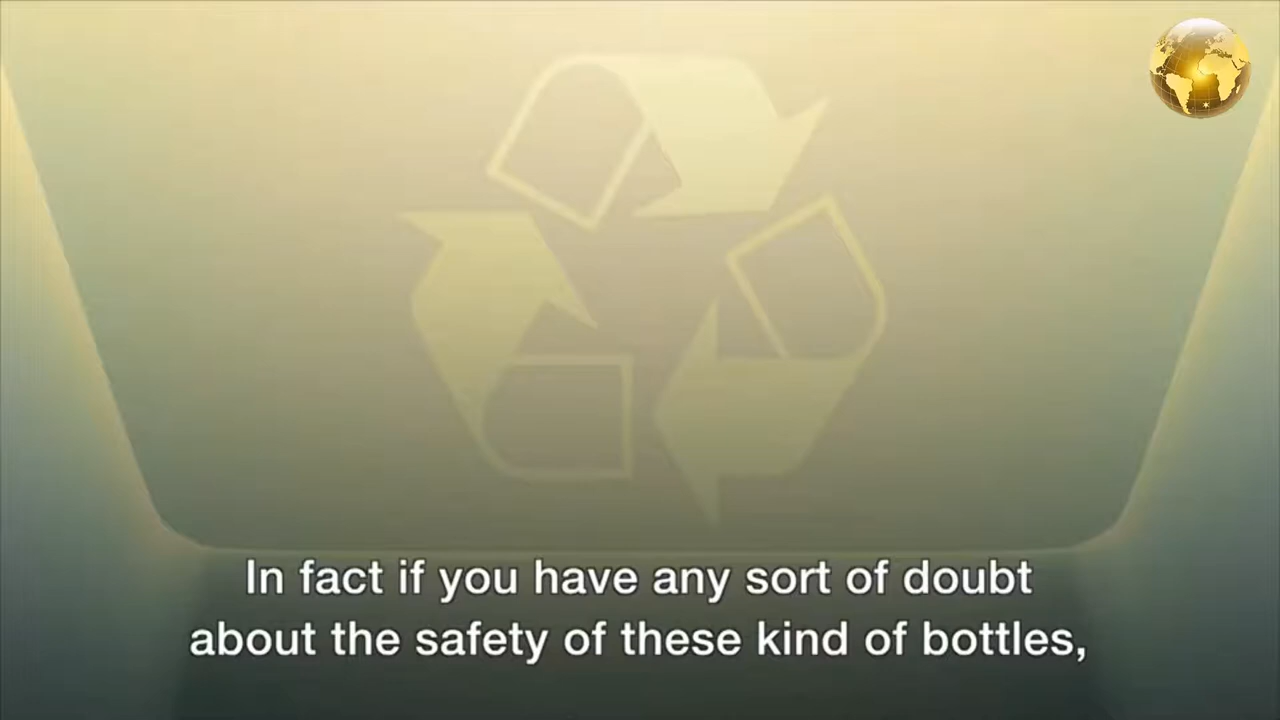 In fact if you have any sort of doubt
about the safety of these kind of bottles,